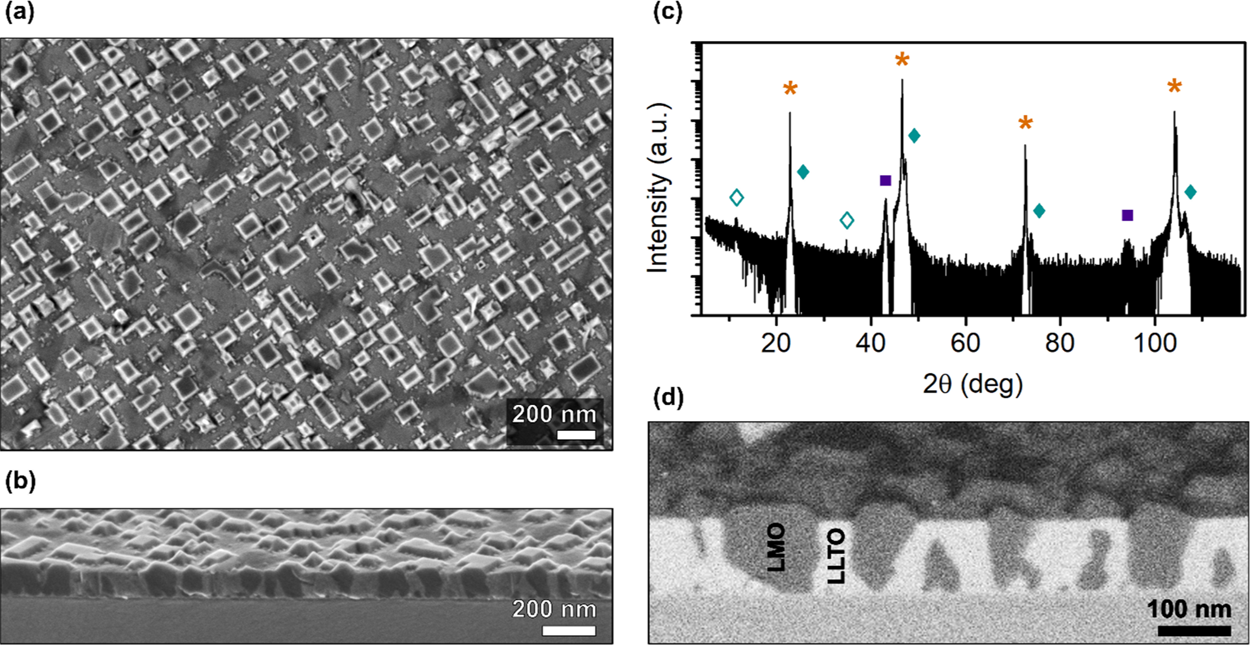 (a)
200 nm
(b)
200 nm
(c)
Intensity (a.u.)
20 40 60 80 100
2θ (deg)
(d)
LMO
LLTO
100 nm